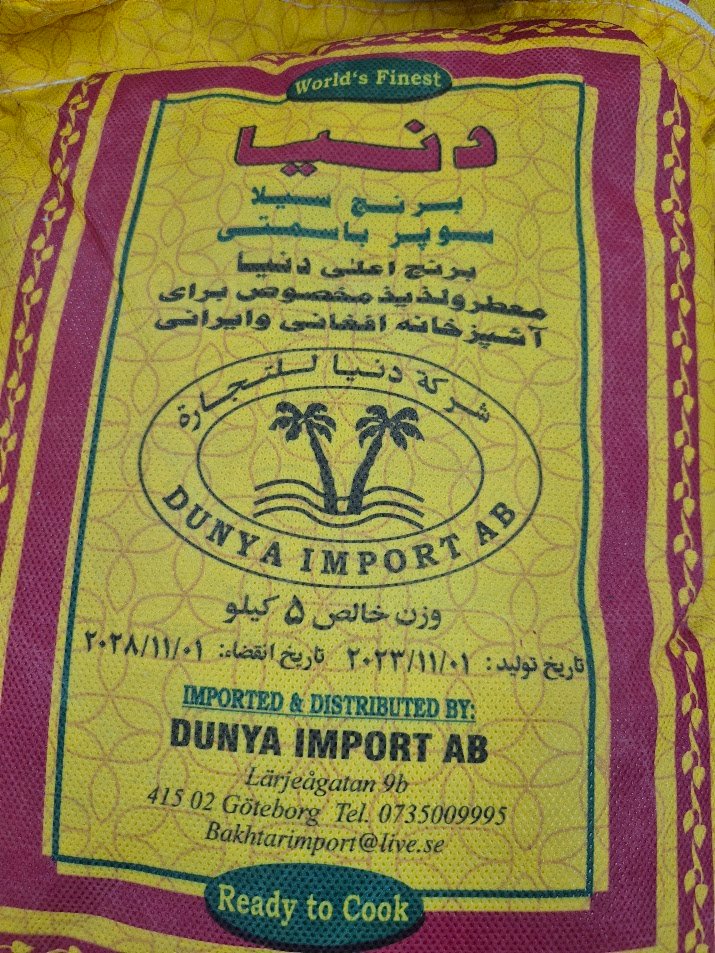 World's Finest
دنیا
برنج سیلا
سوپر باسمتی
برنج اعلی دنیا
معطر ولذیذ مخصوص برای
آشپزخانه افغانی وایرانی
شركة دنيا للتجارة
DUNYA IMPORT AB
وزن خالص ۵ کیلو
تاریخ تولید: ۲۰۲۳/۱۱/۰۱ تاریخ انقضاء: ۲۰۲۸/۱۱/۰۱
IMPORTED & DISTRIBUTED BY:
DUNYA IMPORT AB
Lärjeågatan 9b
415 02 Göteborg Tel. 0735009995
Bakhtarimport@live.se
Ready to Cook